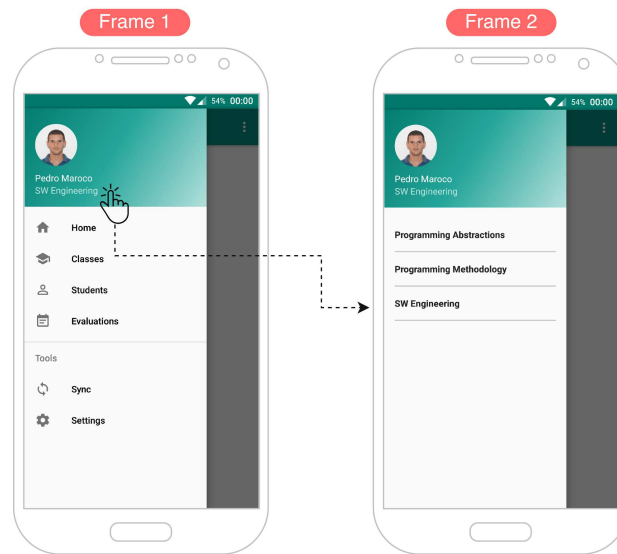 Frame 1
54% 00:00
Pedro Maroco
SW Engineering
Home
Classes
Students
Evaluations
Tools
Sync
Settings
Frame 2
54% 00:00
Pedro Maroco
SW Engineering
Programming Abstractions
Programming Methodology
SW Engineering